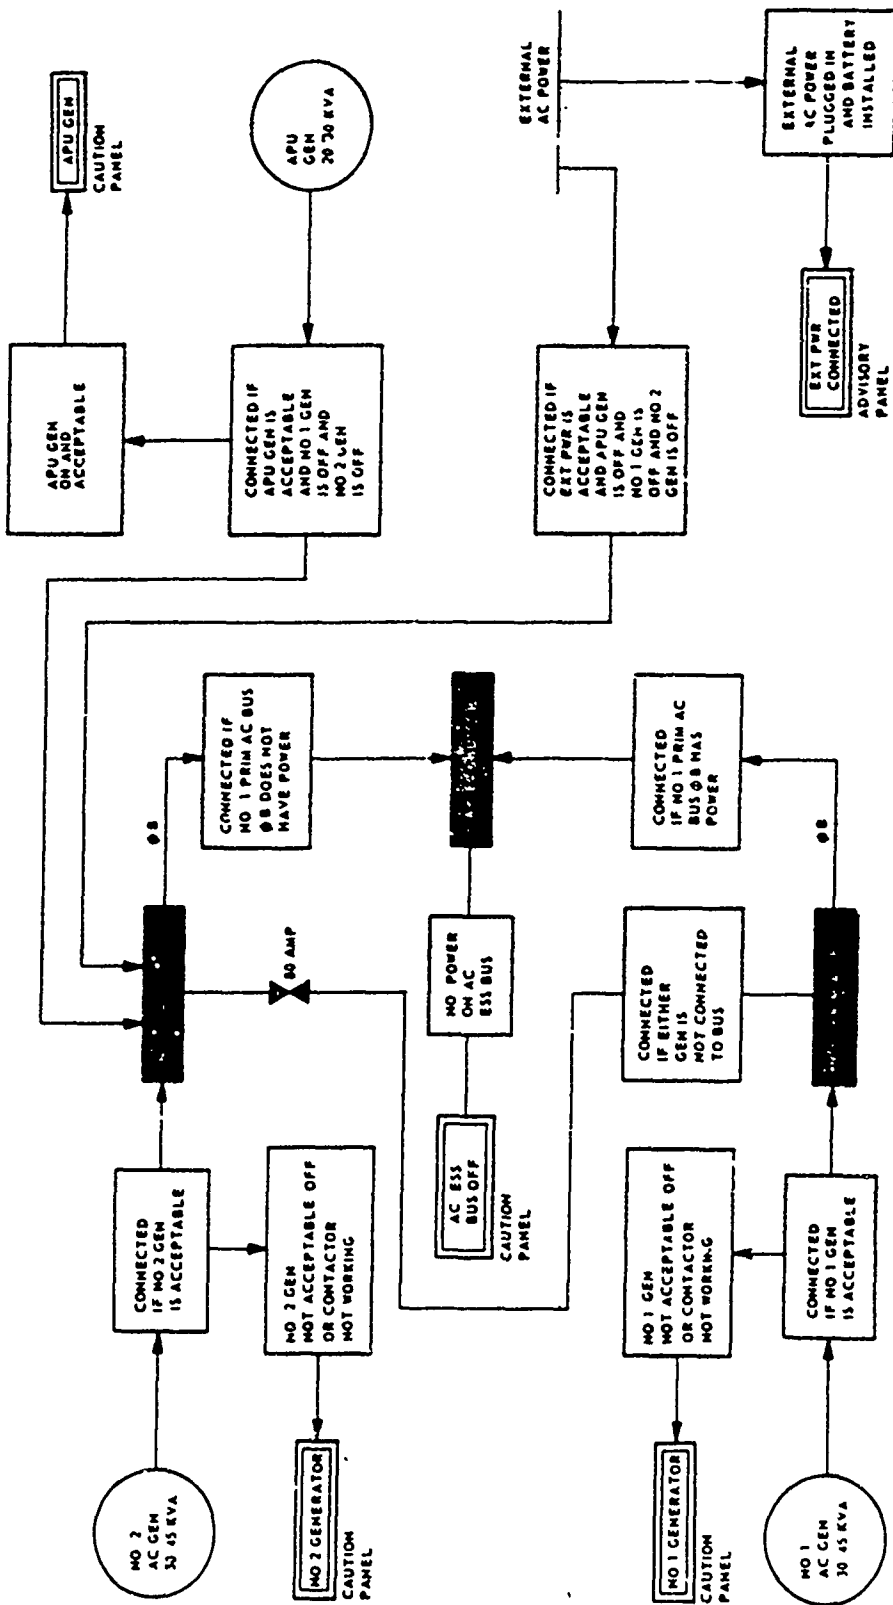 NO 2
AC GEN
30 45 KVA
CONNECTED
IF NO 2 GEN
IS ACCEPTABLE
NO 2 GEN
NOT ACCEPTABLE OFF
OR CONTACTOR
NOT WORKING
NO 2 GENERATOR
CAUTION
PANEL
ΦB
80 AMP
CONNECTED IF
NO 1 PRIM AC BUS
ΦB DOES NOT
HAVE POWER
APU GEN
ON AND
ACCEPTABLE
APU GEN
CAUTION
PANEL
CONNECTED IF
APU GEN IS
ACCEPTABLE
AND NO 1 GEN
IS OFF AND
NO 2 GEN
IS OFF
APU
GEN
20 30 KVA
NO POWER
ON AC
ESS BUS
AC ESS
BUS OFF
CAUTION
PANEL
CONNECTED IF
EXT PWR IS
ACCEPTABLE
AND APU GEN
IS OFF AND
NO 1 GEN IS
OFF AND NO 2
GEN IS OFF
EXTERNAL
AC POWER
NO 1 GEN
NOT ACCEPTABLE OFF
OR CONTACTOR
NOT WORKING
NO 1 GENERATOR
CAUTION
PANEL
CONNECTED
IF EITHER
GEN IS
NOT CONNECTED
TO BUS
CONNECTED
IF NO 1 PRIM AC
BUS ΦB HAS
POWER
ΦB
NO 1
AC GEN
30 45 KVA
CONNECTED
IF NO 1 GEN
IS ACCEPTABLE
EXT PWR
CONNECTED
ADVISORY
PANEL
EXTERNAL
AC POWER
PLUGGED IN
AND BATTERY
INSTALLED